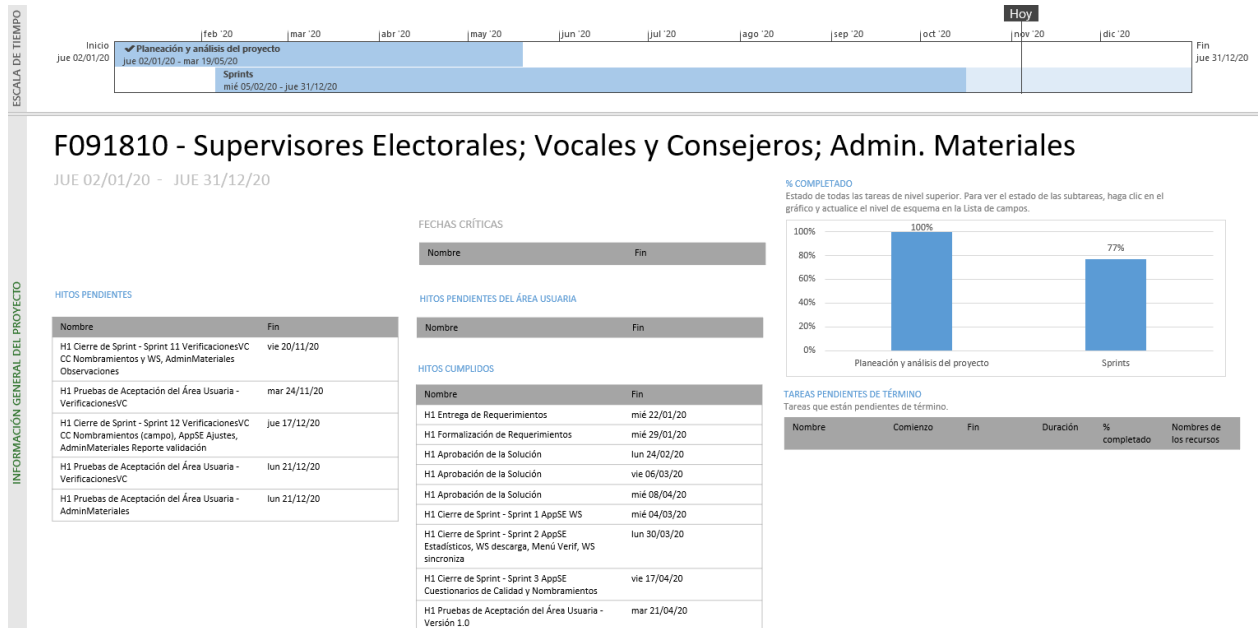 ESCALA DE TIEMPO
Hoy
feb '20
mar '20
abr '20
may '20
jun '20
jul '20
ago '20
sep '20
oct '20
nov '20
dic '20
Inicio
jue 02/01/20
Planeación y análisis del proyecto
jue 02/01/20 - mar 19/05/20
Sprints
mié 05/02/20 - jue 31/12/20
Fin
jue 31/12/20
INFORMACIÓN GENERAL DEL PROYECTO
F091810 - Supervisores Electorales; Vocales y Consejeros; Admin. Materiales
JUE 02/01/20 - JUE 31/12/20
HITOS PENDIENTES
Nombre Fin
H1 Cierre de Sprint - Sprint 11 VerificacionesVC vie 20/11/20
CC Nombramientos y WS, AdminMateriales
Observaciones
H1 Pruebas de Aceptación del Área Usuaria - mar 24/11/20
VerificacionesVC
H1 Cierre de Sprint - Sprint 12 VerificacionesVC jue 17/12/20
CC Nombramientos (campo), AppSE Ajustes,
AdminMateriales Reporte validación
H1 Pruebas de Aceptación del Área Usuaria - lun 21/12/20
VerificacionesVC
H1 Pruebas de Aceptación del Área Usuaria - lun 21/12/20
AdminMateriales
FECHAS CRÍTICAS
Nombre Fin
HITOS PENDIENTES DEL ÁREA USUARIA
Nombre Fin
HITOS CUMPLIDOS
Nombre Fin
H1 Entrega de Requerimientos mié 22/01/20
H1 Formalización de Requerimientos mié 29/01/20
H1 Aprobación de la Solución lun 24/02/20
H1 Aprobación de la Solución vie 06/03/20
H1 Aprobación de la Solución mié 08/04/20
H1 Cierre de Sprint - Sprint 1 AppSE WS mié 04/03/20
H1 Cierre de Sprint - Sprint 2 AppSE lun 30/03/20
Estadísticos, WS descarga, Menú Verif, WS
sincroniza
H1 Cierre de Sprint - Sprint 3 AppSE vie 17/04/20
Cuestionarios de Calidad y Nombramientos
H1 Pruebas de Aceptación del Área Usuaria - mar 21/04/20
Versión 1.0
% COMPLETADO
Estado de todas las tareas de nivel superior. Para ver el estado de las subtareas, haga clic en el
gráfico y actualice el nivel de esquema en la Lista de campos.
100%
80%
60%
40%
20%
0%
100%
77%
Planeación y análisis del proyecto
Sprints
TAREAS PENDIENTES DE TÉRMINO
Tareas que están pendientes de término.
Nombre Comienzo Fin Duración % Nombres de
completado los recursos